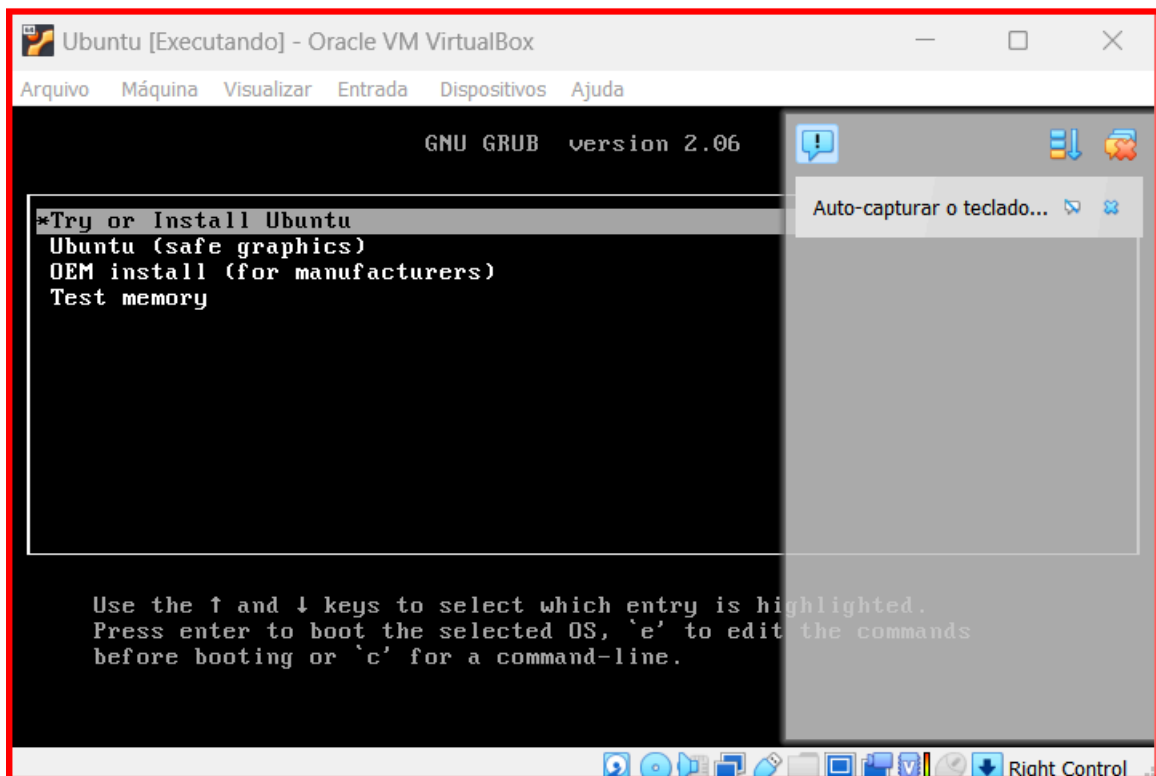 Ubuntu [Executando] - Oracle VM VirtualBox
Arquivo Máquina Visualizar Entrada Dispositivos Ajuda
GNU GRUB version 2.06
Auto-capturar o teclado...
*Try or Install Ubuntu
Ubuntu (safe graphics)
OEM install (for manufacturers)
Test memory
Use the ↑ and ↓ keys to select which entry is highlighted.
Press enter to boot the selected OS, `e' to edit the commands
before booting or `c' for a command-line.
Right Control